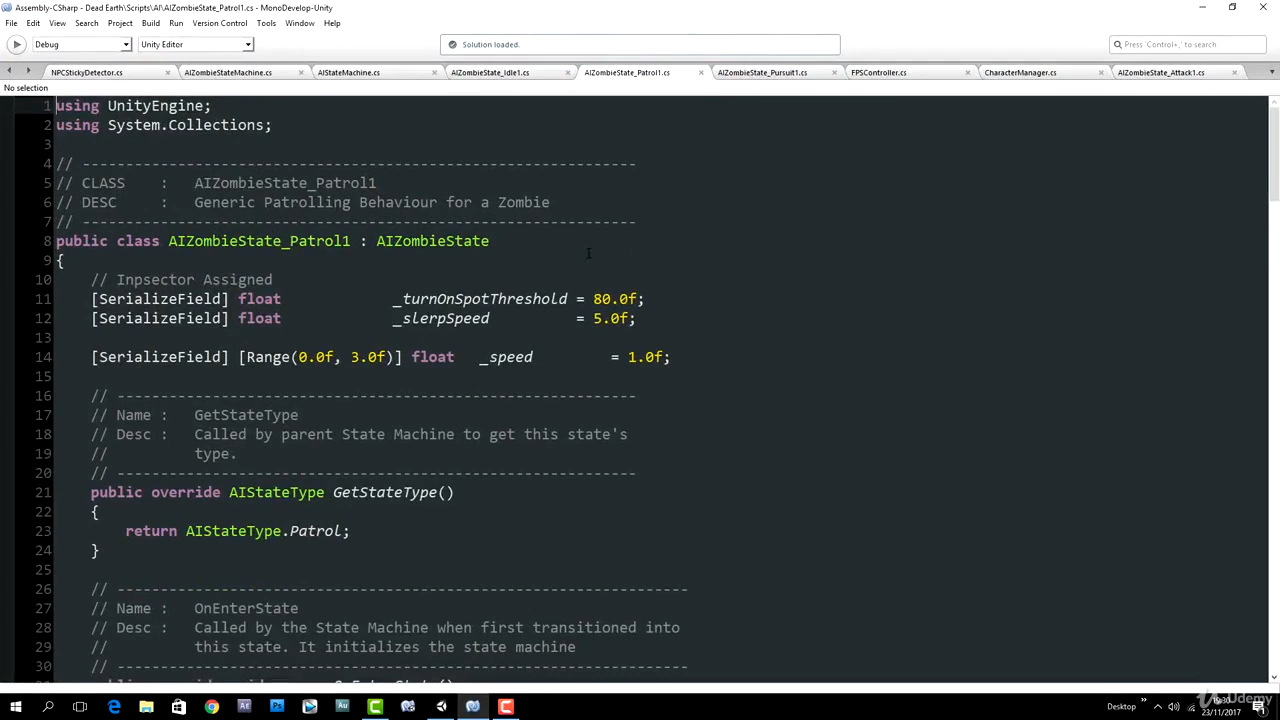 Assembly-CSharp - Dead Earth\Scripts\AI\AIZombieState_Patrol1.cs - MonoDevelop-Unity
File Edit View Search Project Build Run Version Control Tools Window Help
Debug Unity Editor Solution loaded. Press 'Control+,' to search
NPCStickyDetector.cs AIZombieStateMachine.cs AIStateMachine.cs AIZombieState_Idle1.cs AIZombieState_Patrol1.cs AIZombieState_Pursuit1.cs FPSController.cs CharacterManager.cs AIZombieState_Attack1.cs
No selection
1 using UnityEngine;
2 using System.Collections;
3
4 // ----------------------------------------------------------------
5 // CLASS : AIZombieState_Patrol1
6 // DESC : Generic Patrolling Behaviour for a Zombie
7 // ----------------------------------------------------------------
8 public class AIZombieState_Patrol1 : AIZombieState
9 {
10 // Inpsector Assigned
11 [SerializeField] float _turnOnSpotThreshold = 80.0f;
12 [SerializeField] float _slerpSpeed = 5.0f;
13
14 [SerializeField] [Range(0.0f, 3.0f)] float _speed = 1.0f;
15
16 // ------------------------------------------------------------
17 // Name : GetStateType
18 // Desc : Called by parent State Machine to get this state's
19 // type.
20 // ------------------------------------------------------------
21 public override AIStateType GetStateType()
22 {
23 return AIStateType.Patrol;
24 }
25
26 // ------------------------------------------------------------------
27 // Name : OnEnterState
28 // Desc : Called by the State Machine when first transitioned into
29 // this state. It initializes the state machine
30 // ------------------------------------------------------------------
Desktop
23/11/2017
Udemy